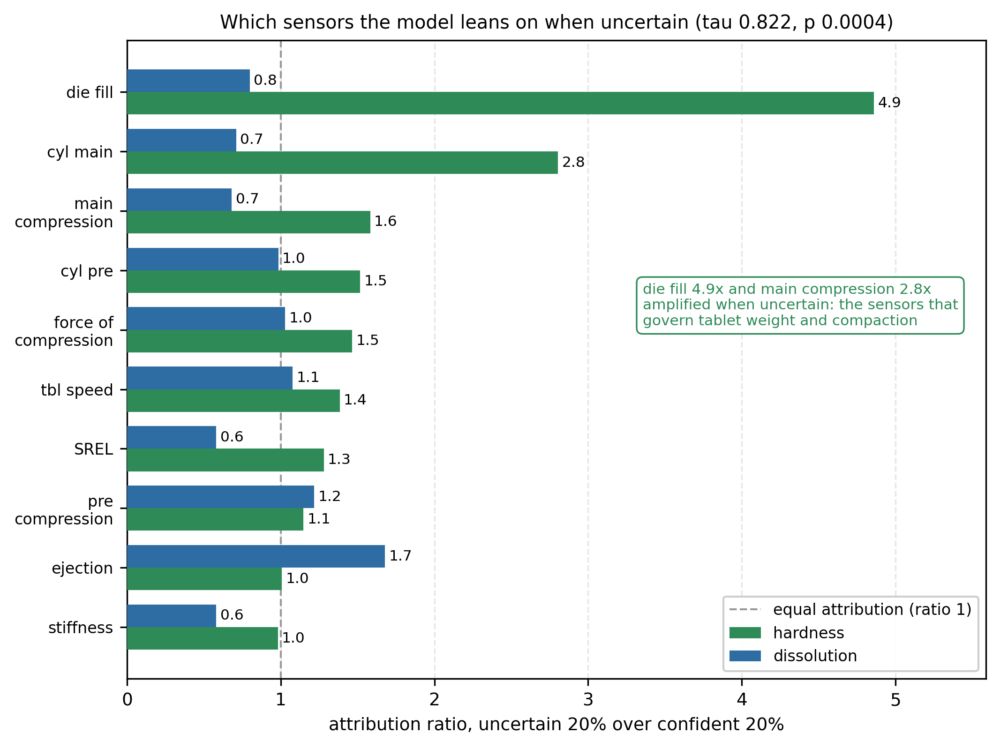 Which sensors the model leans on when uncertain (tau 0.822, p 0.0004)
die fill
0.8
4.9
cyl main
0.7
2.8
main
compression
0.7
1.6
cyl pre
1.0
1.5
force of
compression
1.0
1.5
die fill 4.9x and main compression 2.8x
amplified when uncertain: the sensors that
govern tablet weight and compaction
tbl speed
1.1
1.4
SREL
0.6
1.3
pre
compression
1.2
1.1
ejection
1.7
1.0
stiffness
0.6
1.0
equal attribution (ratio 1)
hardness
dissolution
0 1 2 3 4 5
attribution ratio, uncertain 20% over confident 20%